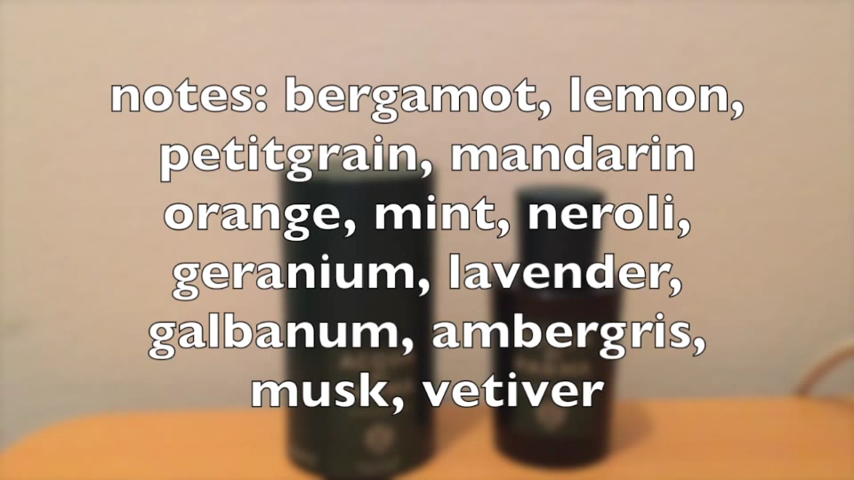 notes: bergamot, lemon,
petitgrain, mandarin
orange, mint, neroli,
geranium, lavender,
galbanum, ambergris,
musk, vetiver